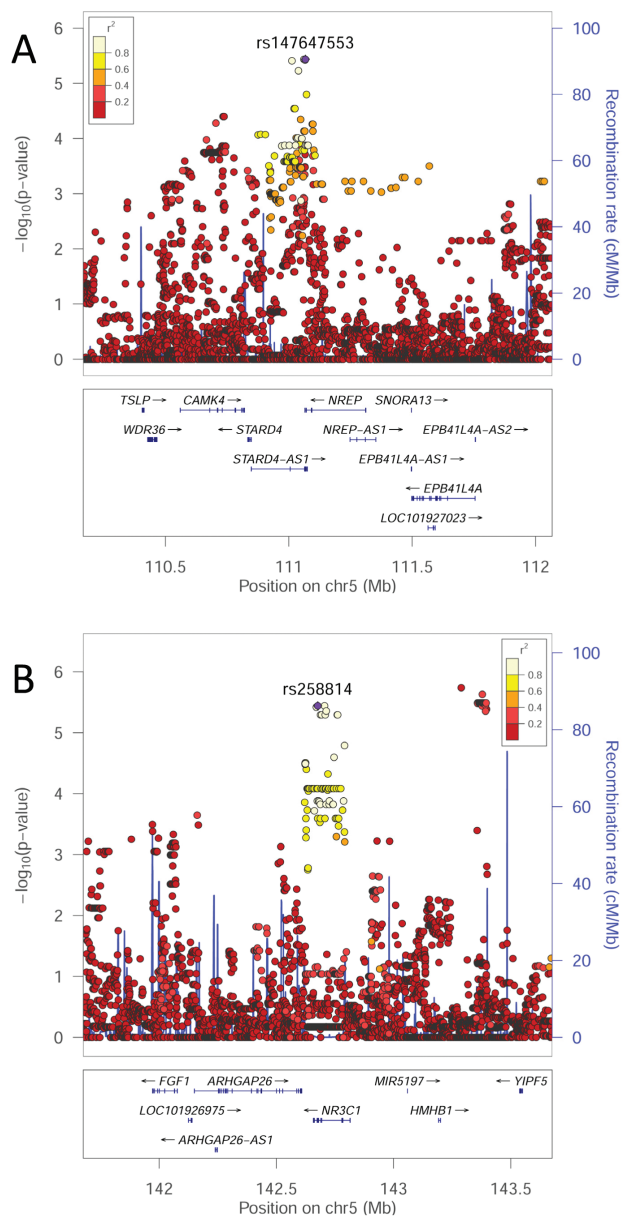 A
rs147647553
r²
0.8
0.6
0.4
0.2
6
5
4
3
2
1
0
−log10(p−value)
100
80
60
40
20
0
Recombination rate (cM/Mb)
TSLP → CAMK4 → ← NREP SNORA13 →
WDR36 → ← STARD4 NREP−AS1 → EPB41L4A−AS2 →
STARD4−AS1 → EPB41L4A−AS1 →
← EPB41L4A
LOC101927023 →
110.5 111 111.5 112
Position on chr5 (Mb)
B
rs258814
r²
0.8
0.6
0.4
0.2
6
5
4
3
2
1
0
−log10(p−value)
100
80
60
40
20
0
Recombination rate (cM/Mb)
← FGF1 ARHGAP26 → MIR5197 → ← YIPF5
LOC101926975 → ← NR3C1 HMHB1 →
← ARHGAP26−AS1
142 142.5 143 143.5
Position on chr5 (Mb)